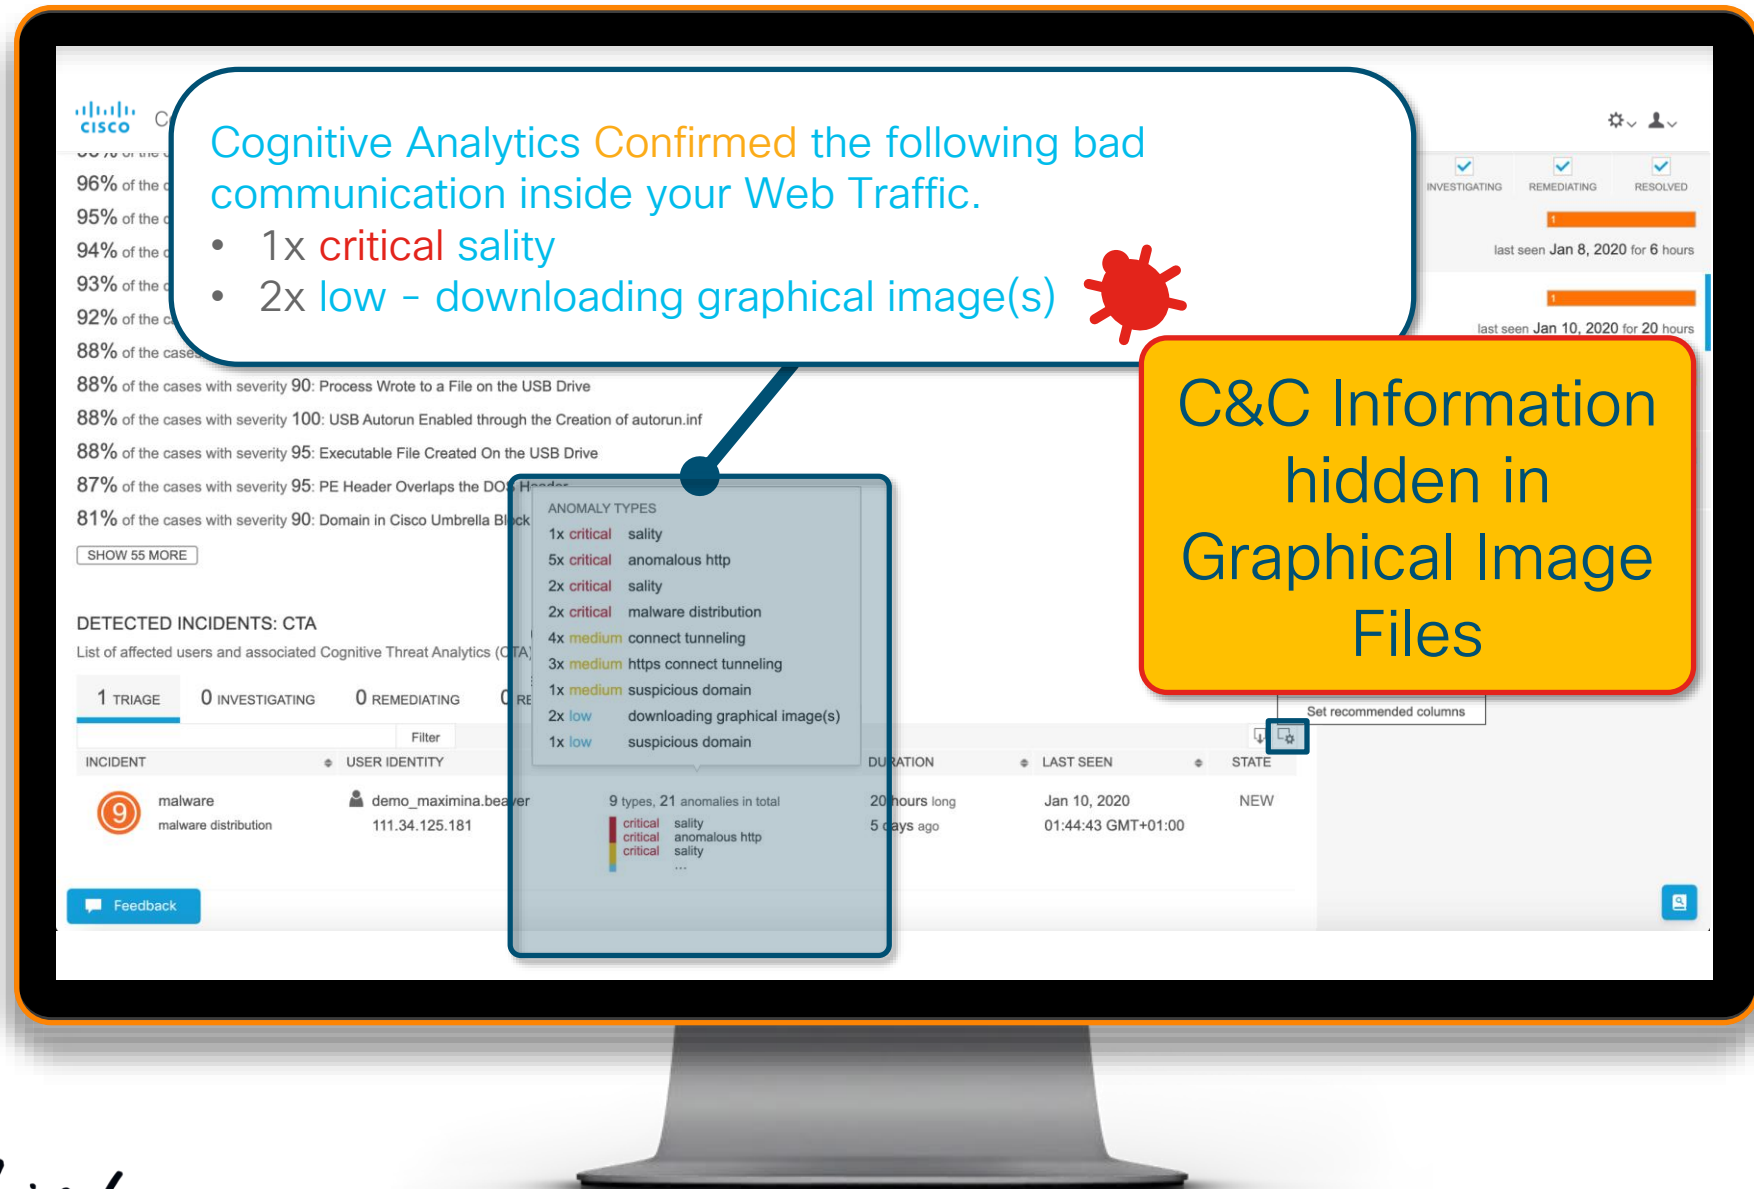 Cognitive Analytics Confirmed the following bad
communication inside your Web Traffic.
• 1x critical sality
• 2x low - downloading graphical image(s)
C&C Information
hidden in
Graphical Image
Files
CISCO
INVESTIGATING REMEDIATING RESOLVED
1
last seen Jan 8, 2020 for 6 hours
1
last seen Jan 10, 2020 for 20 hours
96% of the
95% of the
94% of the
93% of the
92% of the
88% of the cases
88% of the cases with severity 90: Process Wrote to a File on the USB Drive
88% of the cases with severity 100: USB Autorun Enabled through the Creation of autorun.inf
88% of the cases with severity 95: Executable File Created On the USB Drive
87% of the cases with severity 95: PE Header Overlaps the DOS Header
81% of the cases with severity 90: Domain in Cisco Umbrella Block
SHOW 55 MORE
ANOMALY TYPES
1x critical sality
5x critical anomalous http
2x critical sality
2x critical malware distribution
4x medium connect tunneling
3x medium https connect tunneling
1x medium suspicious domain
2x low downloading graphical image(s)
1x low suspicious domain
DETECTED INCIDENTS: CTA
List of affected users and associated Cognitive Threat Analytics (CTA)
1 TRIAGE 0 INVESTIGATING 0 REMEDIATING 0
Set recommended columns
Filter
INCIDENT USER IDENTITY DURATION LAST SEEN STATE
9 malware demo_maximina.beaver 9 types, 21 anomalies in total 20 hours long Jan 10, 2020 NEW
malware distribution 111.34.125.181 5 days ago 01:44:43 GMT+01:00
critical sality
critical anomalous http
critical sality
...
Feedback